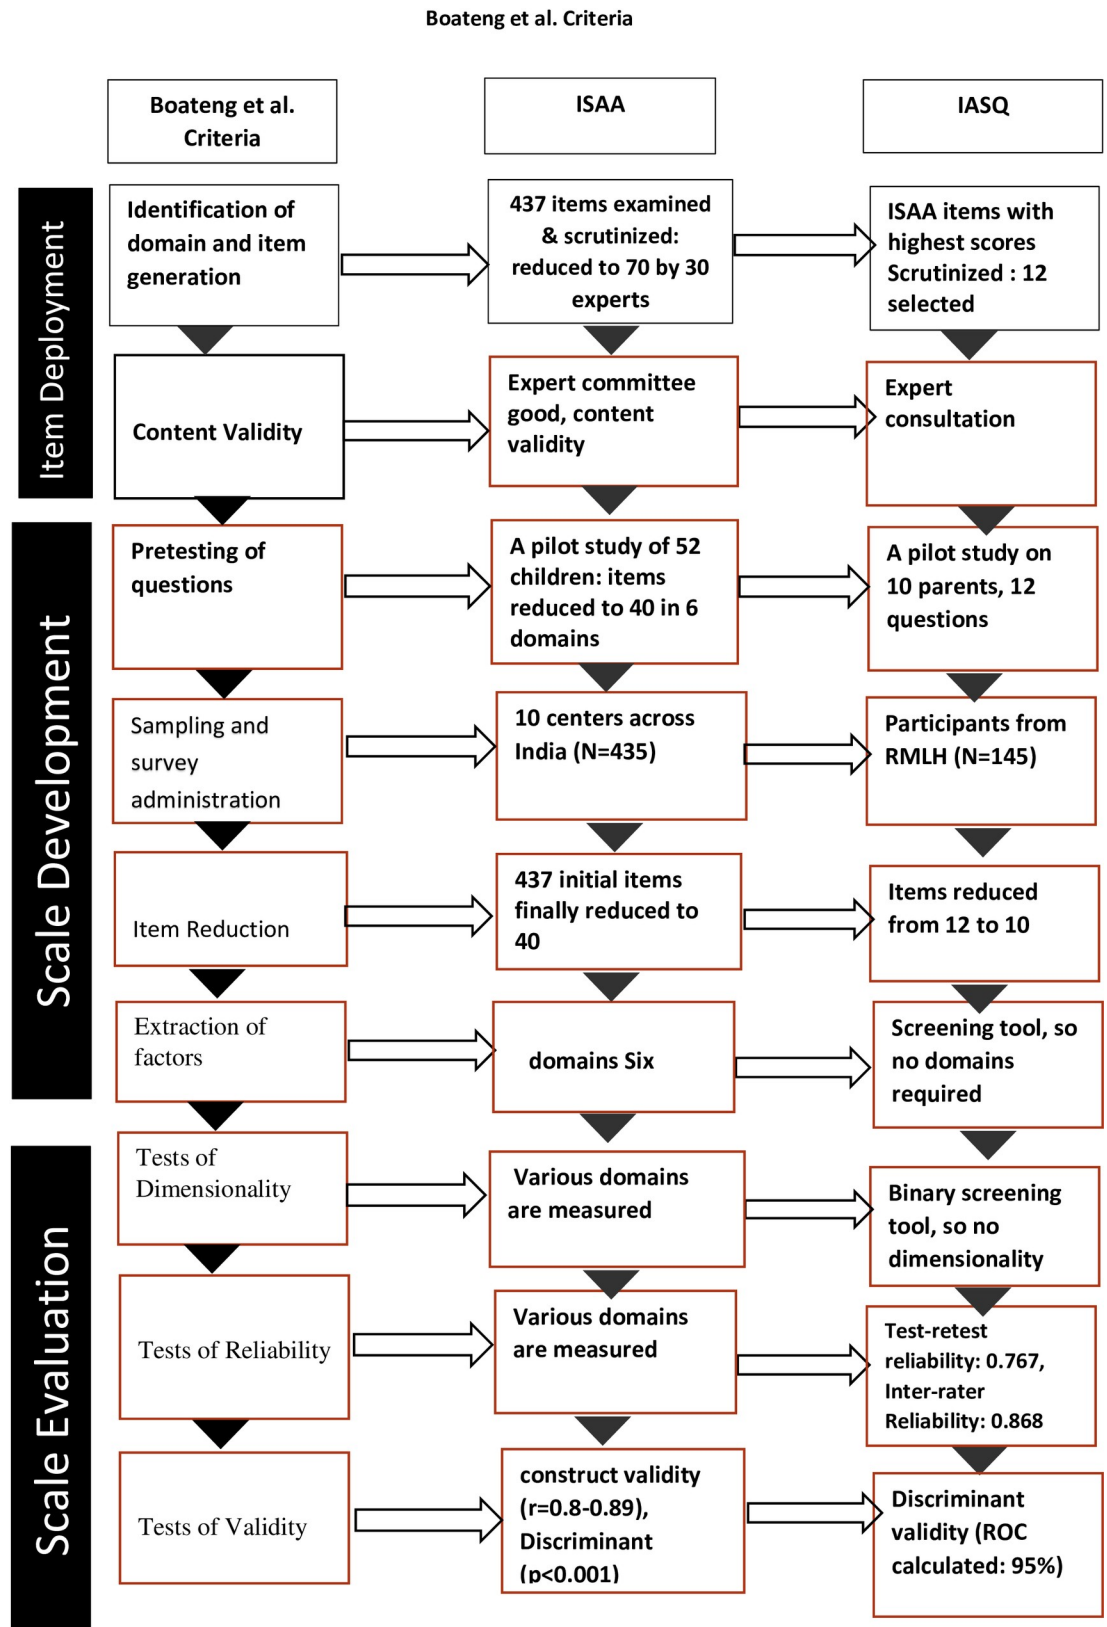 Boateng et al. Criteria
Boateng et al.
Criteria
ISAA
IASQ
Item Deployment
Identification of
domain and item
generation
437 items examined
& scrutinized:
reduced to 70 by 30
experts
ISAA items with
highest scores
Scrutinized : 12
selected
Content Validity
Expert committee
good, content
validity
Expert
consultation
Scale Development
Pretesting of
questions
A pilot study of 52
children: items
reduced to 40 in 6
domains
A pilot study on
10 parents, 12
questions
Sampling and
survey
administration
10 centers across
India (N=435)
Participants from
RMLH (N=145)
Item Reduction
437 initial items
finally reduced to
40
Items reduced
from 12 to 10
Extraction of
factors
domains Six
Screening tool, so
no domains
required
Scale Evaluation
Tests of
Dimensionality
Various domains
are measured
Binary screening
tool, so no
dimensionality
Tests of Reliability
Various domains
are measured
Test-retest
reliability: 0.767,
Inter-rater
Reliability: 0.868
Tests of Validity
construct validity
(r=0.8-0.89),
Discriminant
(p<0.001)
Discriminant
validity (ROC
calculated: 95%)